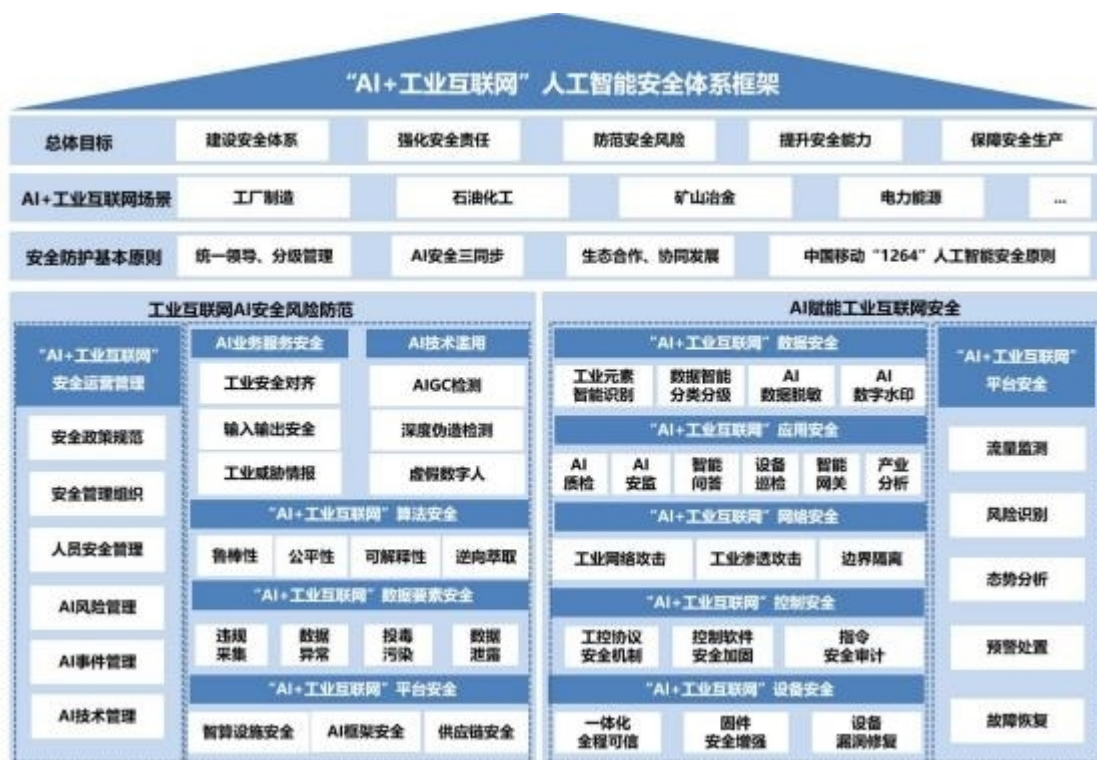 “AI+工业互联网”人工智能安全体系框架
总体目标
建设安全体系
强化安全责任
防范安全风险
提升安全能力
保障安全生产
AI+工业互联网场景
工厂制造
石油化工
矿山冶金
电力能源
...
安全防护基本原则
统一领导、分级管理
AI安全三同步
生态合作、协同发展
中国移动“1264”人工智能安全原则
工业互联网AI安全风险防范
“AI+工业互联网”
安全运营管理
安全政策规范
安全管理组织
人员安全管理
AI风险管理
AI事件管理
AI技术管理
AI业务服务安全
工业安全对齐
输入输出安全
工业威胁情报
AI技术滥用
AIGC检测
深度伪造检测
虚假数字人
“AI+工业互联网”算法安全
鲁棒性
公平性
可解释性
逆向萃取
“AI+工业互联网”数据要素安全
违规
采集
数据
异常
投毒
污染
数据
泄露
“AI+工业互联网”平台安全
智算设施安全
AI框架安全
供应链安全
AI赋能工业互联网安全
“AI+工业互联网”数据安全
工业元素
智能识别
数据智能
分类分级
AI
数据脱敏
AI
数字水印
“AI+工业互联网”应用安全
AI
质检
AI
安监
智能
问答
设备
巡检
智能
网关
产业
分析
“AI+工业互联网”网络安全
工业网络攻击
工业渗透攻击
边界隔离
“AI+工业互联网”控制安全
工控协议
安全机制
控制软件
安全加固
指令
安全审计
“AI+工业互联网”设备安全
一体化
全程可信
固件
安全增强
设备
漏洞修复
“AI+工业互联网”
平台安全
流量监测
风险识别
态势分析
预警处置
故障恢复